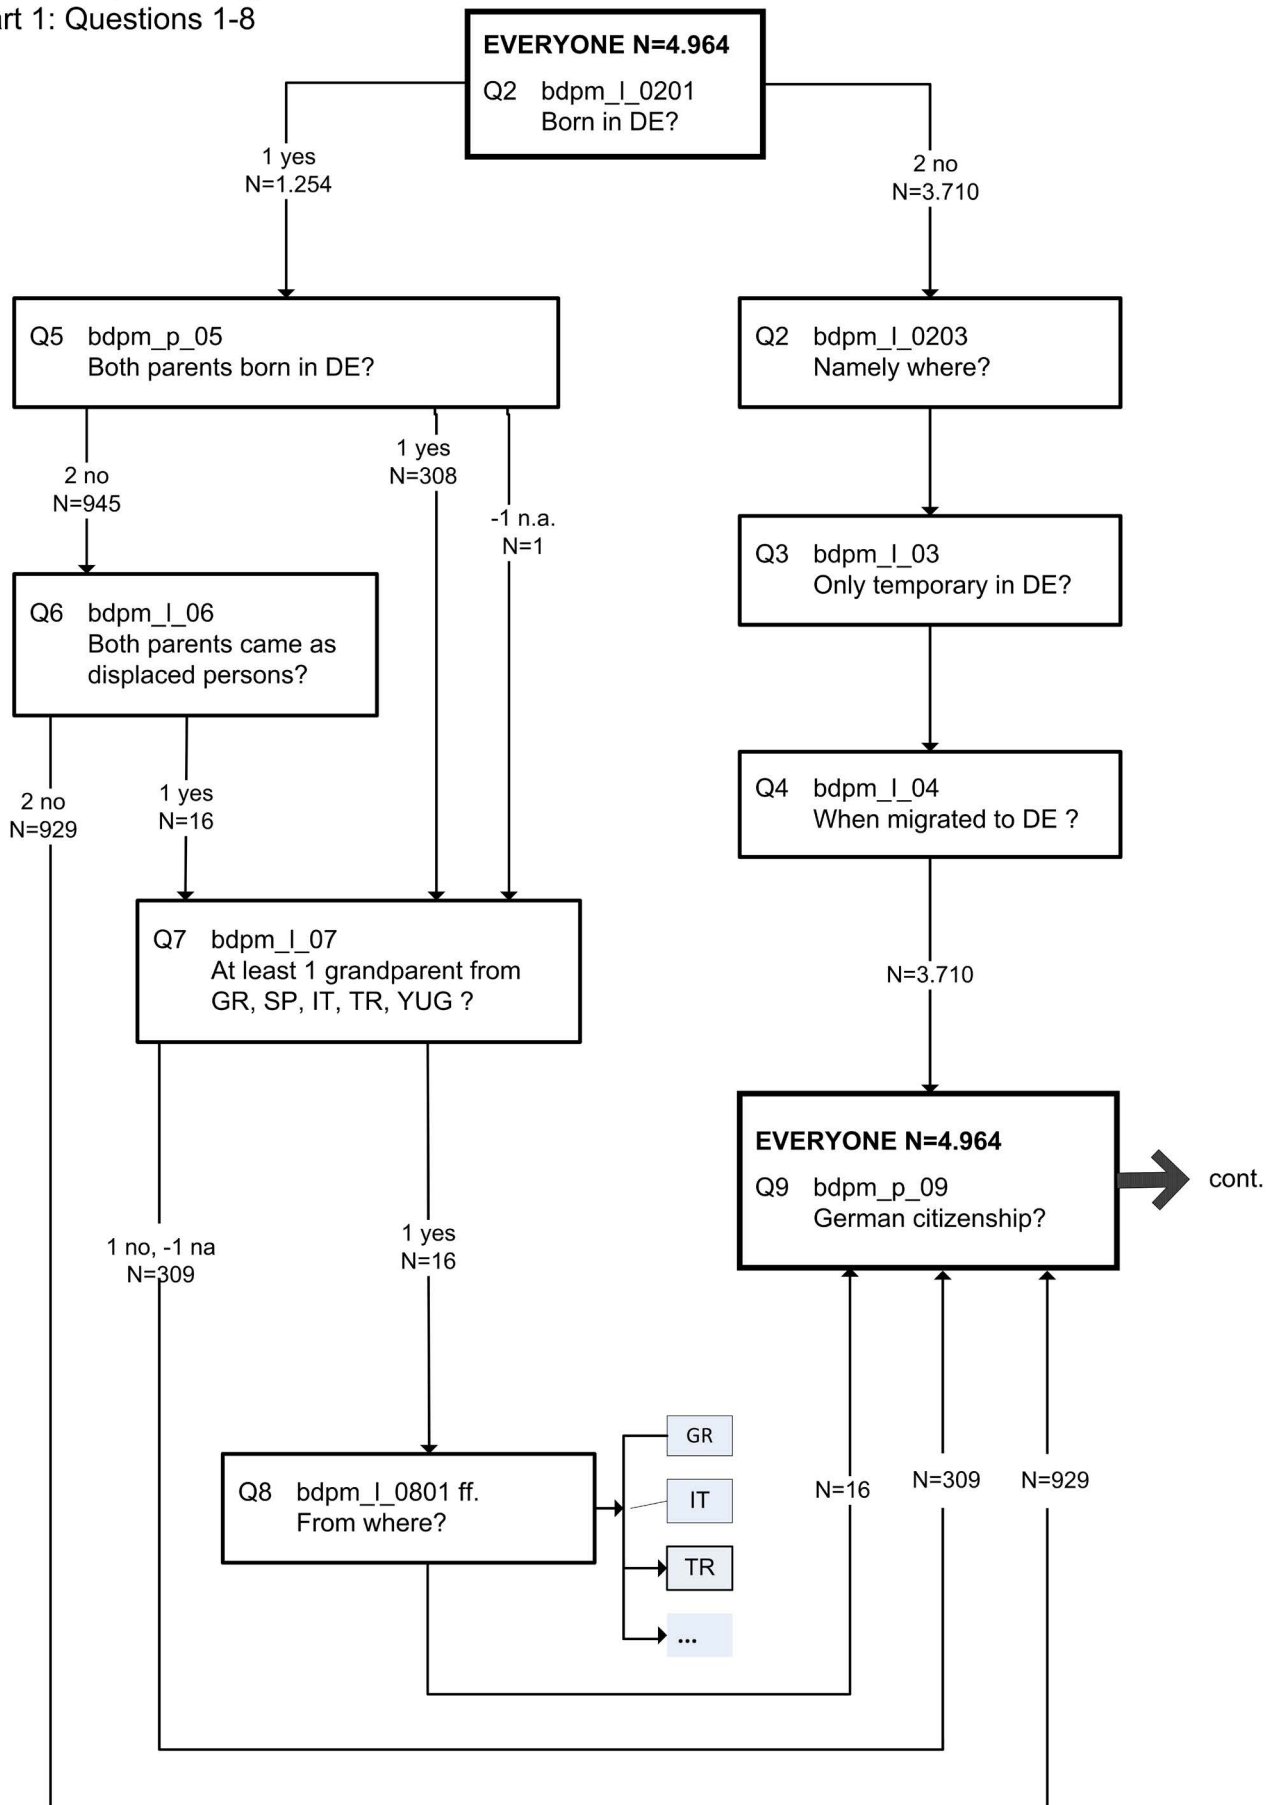 art 1: Questions 1-8
EVERYONE N=4.964
Q2 bdpm_l_0201
Born in DE?
1 yes
N=1.254
2 no
N=3.710
Q5 bdpm_p_05
Both parents born in DE?
Q2 bdpm_l_0203
Namely where?
2 no
N=945
1 yes
N=308
-1 n.a.
N=1
Q3 bdpm_l_03
Only temporary in DE?
Q6 bdpm_l_06
Both parents came as
displaced persons?
Q4 bdpm_l_04
When migrated to DE ?
2 no
N=929
1 yes
N=16
Q7 bdpm_l_07
At least 1 grandparent from
GR, SP, IT, TR, YUG ?
N=3.710
EVERYONE N=4.964
Q9 bdpm_p_09
German citizenship?
cont.
1 no, -1 na
N=309
1 yes
N=16
Q8 bdpm_l_0801 ff.
From where?
GR
IT
TR
...
N=16
N=309
N=929